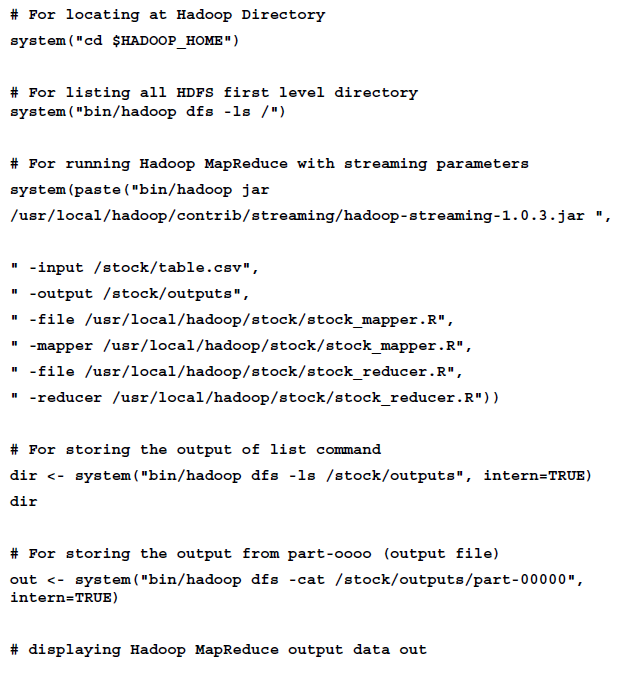 # For locating at Hadoop Directory
system("cd $HADOOP_HOME")
# For listing all HDFS first level directory
system("bin/hadoop dfs -ls /")
# For running Hadoop MapReduce with streaming parameters
system(paste("bin/hadoop jar
/usr/local/hadoop/contrib/streaming/hadoop-streaming-1.0.3.jar ",
" -input /stock/table.csv",
" -output /stock/outputs",
" -file /usr/local/hadoop/stock/stock_mapper.R",
" -mapper /usr/local/hadoop/stock/stock_mapper.R",
" -file /usr/local/hadoop/stock/stock_reducer.R",
" -reducer /usr/local/hadoop/stock/stock_reducer.R"))
# For storing the output of list command
dir <- system("bin/hadoop dfs -ls /stock/outputs", intern=TRUE)
dir
# For storing the output from part-oooo (output file)
out <- system("bin/hadoop dfs -cat /stock/outputs/part-00000",
intern=TRUE)
# displaying Hadoop MapReduce output data out